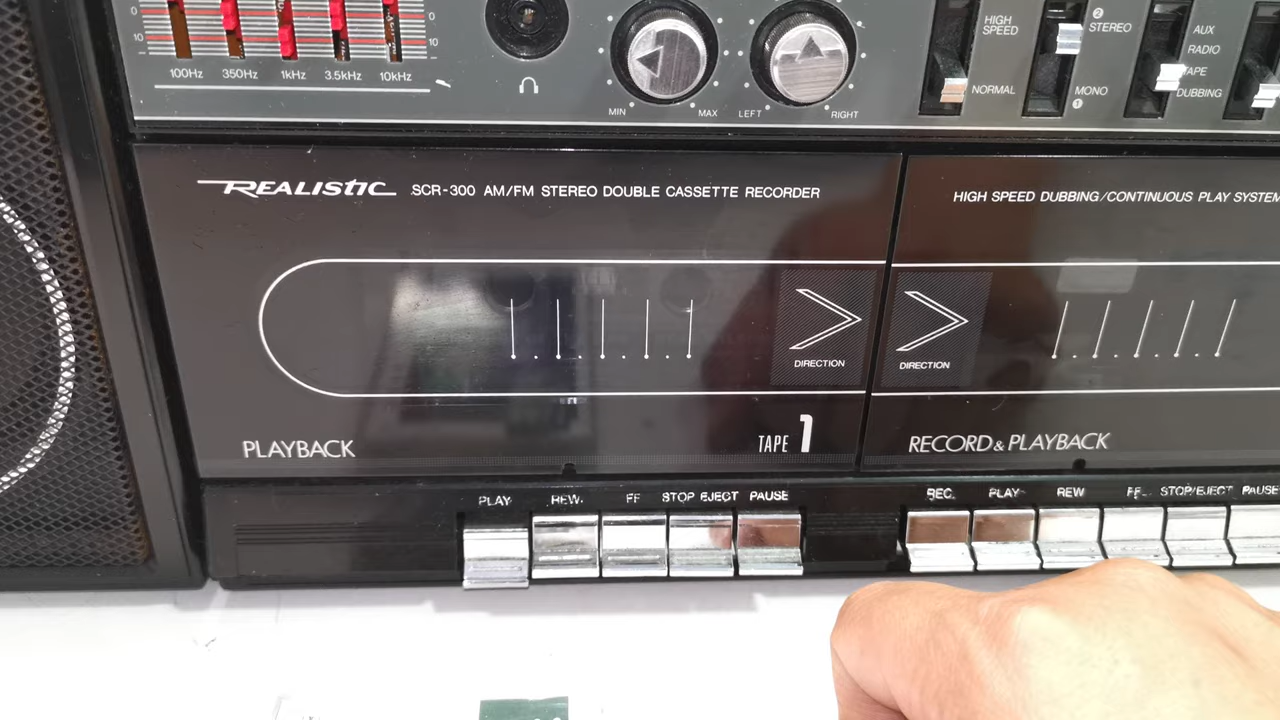 0 0
10 10
100Hz 350Hz 1kHz 3.5kHz 10kHz
MIN MAX
LEFT RIGHT
HIGH SPEED
NORMAL
2 STEREO
MONO
1
AUX
RADIO
TAPE
DUBBING
REALISTIC SCR-300 AM/FM STEREO DOUBLE CASSETTE RECORDER
HIGH SPEED DUBBING/CONTINUOUS PLAY SYSTEM
DIRECTION
DIRECTION
PLAYBACK
TAPE 1
RECORD & PLAYBACK
PLAY REW. FF STOP EJECT PAUSE
REC. PLAY REW FF STOP/EJECT PAUSE